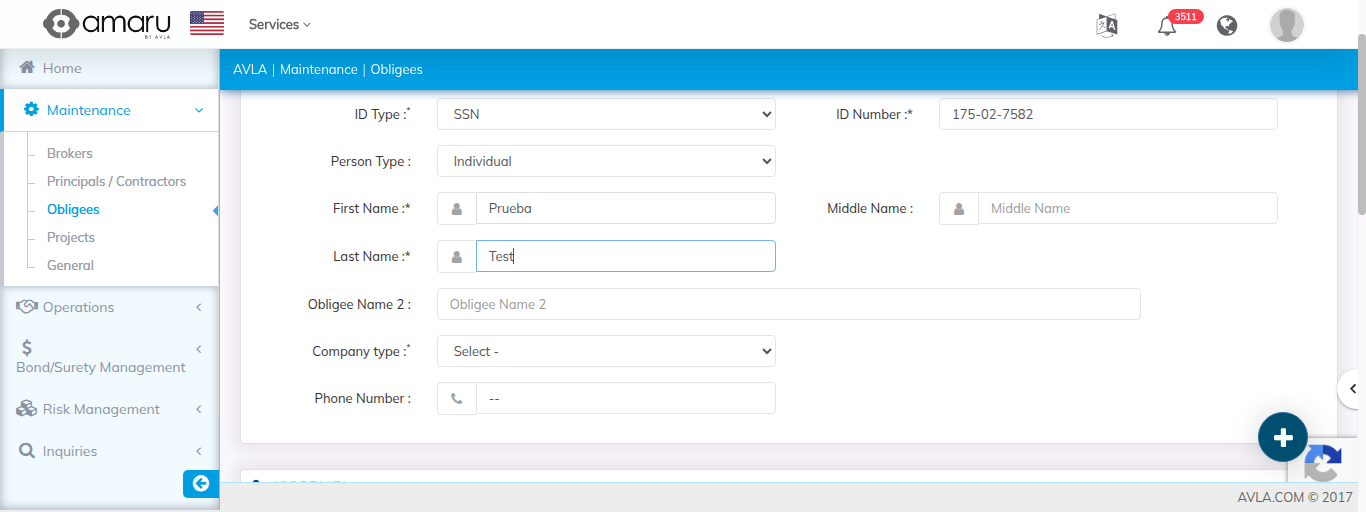 amaru
BY AVLA
Services
3511
Home
AVLA | Maintenance | Obligees
Maintenance
Brokers
Principals / Contractors
Obligees
Projects
General
Operations
Bond/Surety Management
Risk Management
Inquiries
ID Type :* SSN ID Number :* 175-02-7582
Person Type : Individual
First Name :* Prueba Middle Name : Middle Name
Last Name :* Test
Obligee Name 2 : Obligee Name 2
Company type :* Select -
Phone Number : --
AVLA.COM © 2017